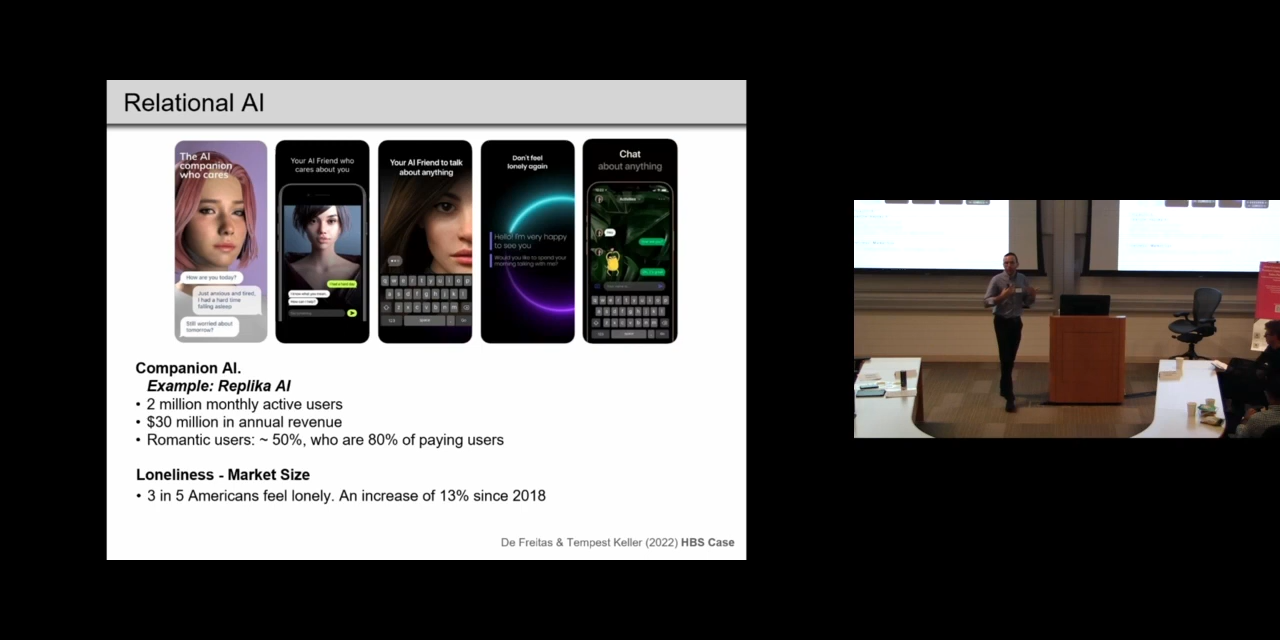 Relational AI
The AI
companion
who cares
How are you today?
Just anxious and tired,
I had a hard time
falling asleep
Still worried about
tomorrow?
Your AI Friend who
cares about you
I had a hard day
Your AI Friend to talk
about anything
Don't feel
lonely again
Hello! I'm very happy
to see you
Would you like to spend your
morning talking with me?
Chat
about anything
Companion AI.
Example: Replika AI
• 2 million monthly active users
• $30 million in annual revenue
• Romantic users: ~ 50%, who are 80% of paying users
Loneliness - Market Size
• 3 in 5 Americans feel lonely. An increase of 13% since 2018
De Freitas & Tempest Keller (2022) HBS Case